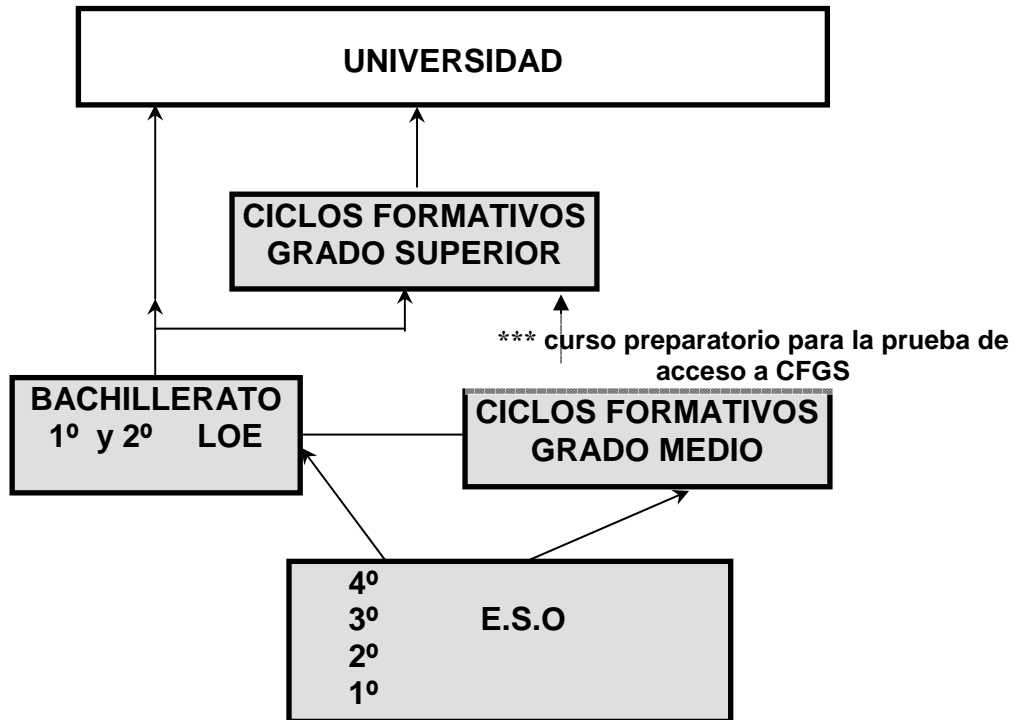 UNIVERSIDAD
CICLOS FORMATIVOS
GRADO SUPERIOR
*** curso preparatorio para la prueba de
acceso a CFGS
BACHILLERATO
1º y 2º LOE
CICLOS FORMATIVOS
GRADO MEDIO
4º
3º E.S.O
2º
1º